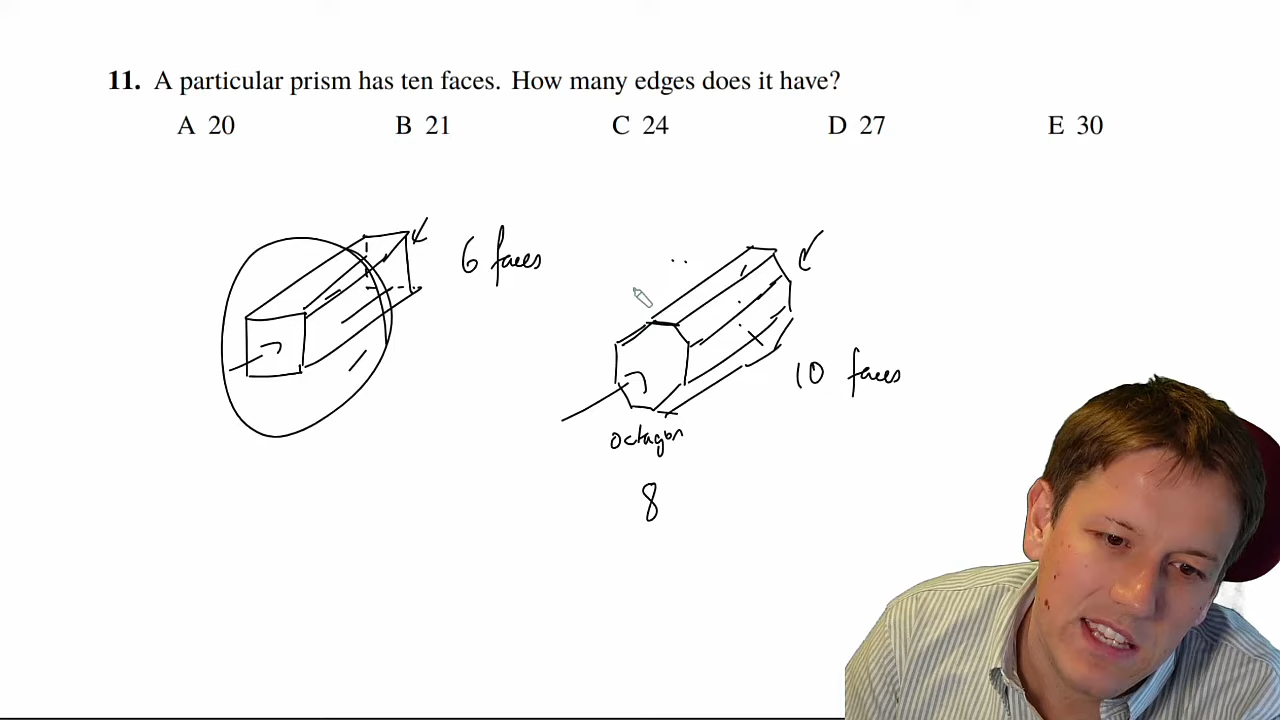 11. A particular prism has ten faces. How many edges does it have?
A 20 B 21 C 24 D 27 E 30
6 faces
10 faces
octagon
8